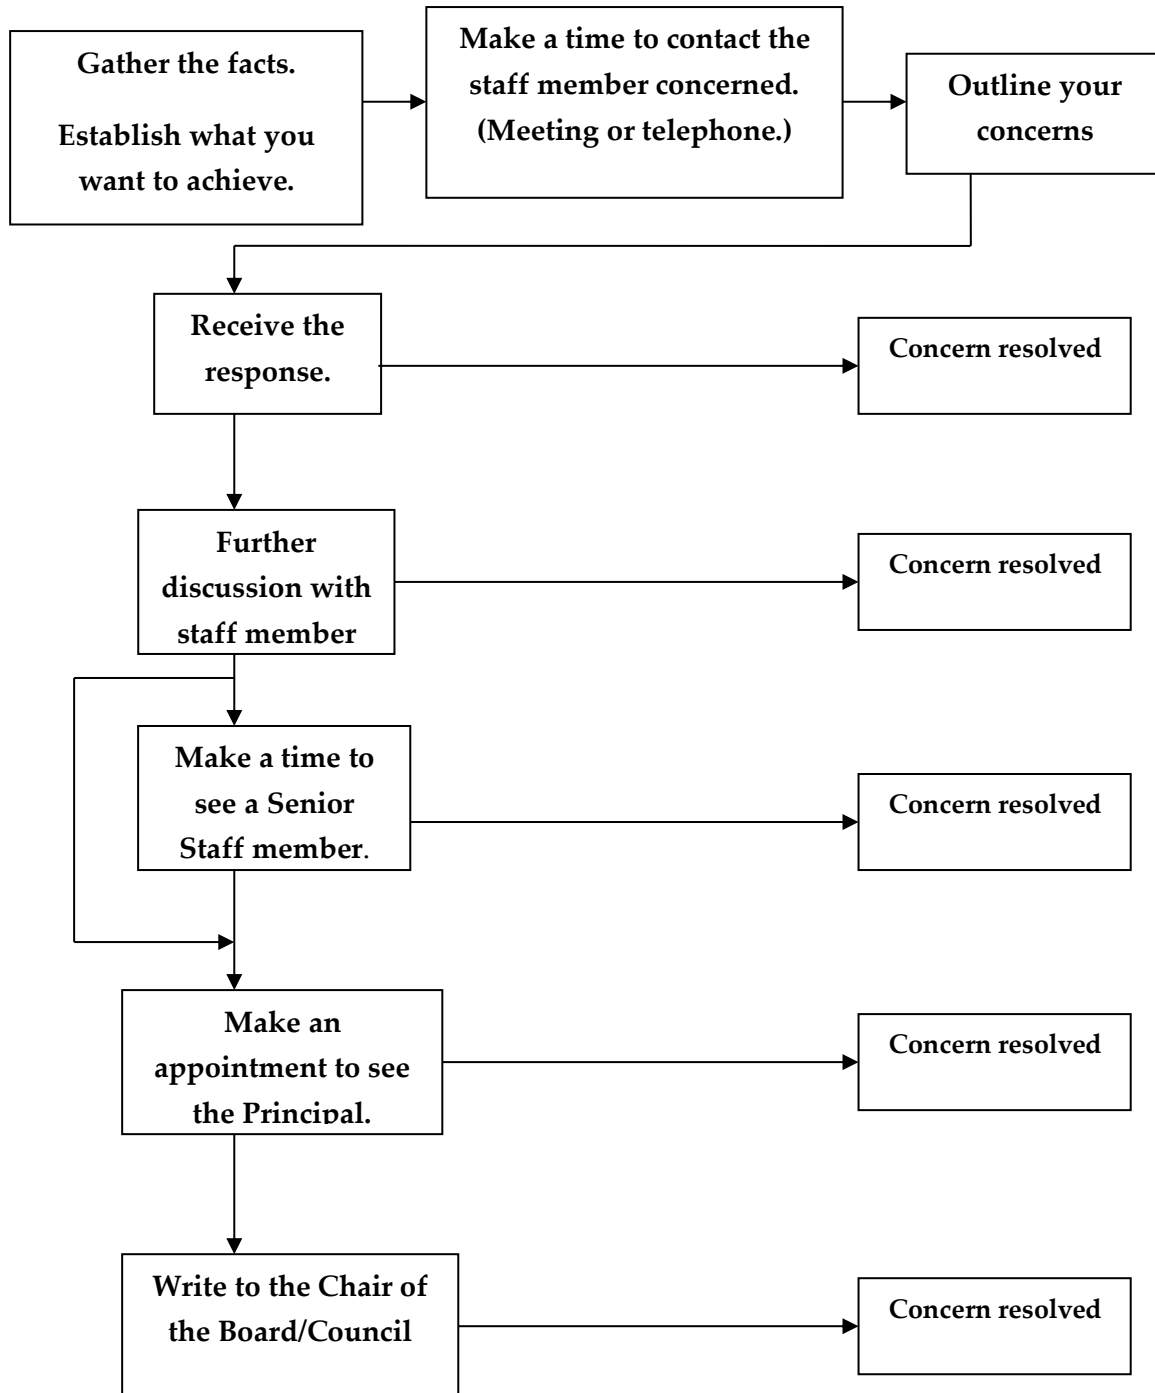 Gather the facts.
Establish what you
want to achieve.
Make a time to contact the
staff member concerned.
(Meeting or telephone.)
Outline your
concerns
Receive the
response.
Concern resolved
Further
discussion with
staff member
Concern resolved
Make a time to
see a Senior
Staff member.
Concern resolved
Make an
appointment to see
the Principal.
Concern resolved
Write to the Chair of
the Board/Council
Concern resolved